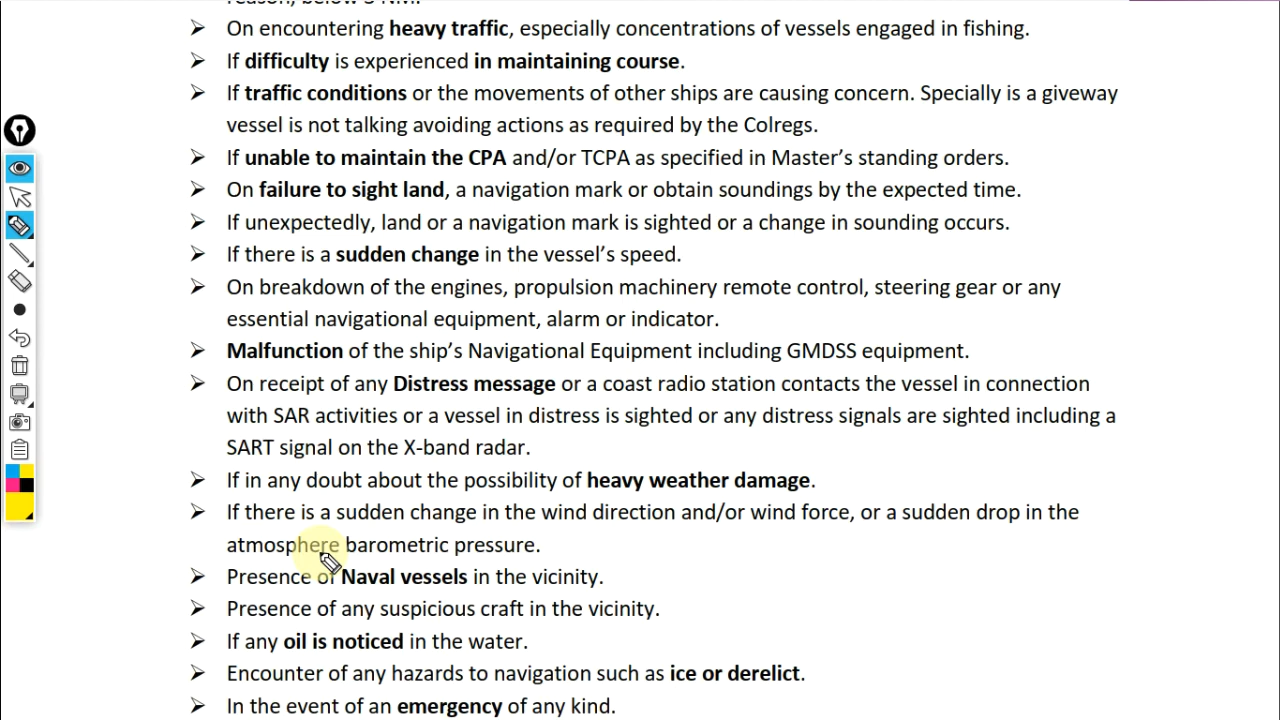 reason, below 3 NM.
➢ On encountering heavy traffic, especially concentrations of vessels engaged in fishing.
➢ If difficulty is experienced in maintaining course.
➢ If traffic conditions or the movements of other ships are causing concern. Specially is a giveway
vessel is not talking avoiding actions as required by the Colregs.
➢ If unable to maintain the CPA and/or TCPA as specified in Master's standing orders.
➢ On failure to sight land, a navigation mark or obtain soundings by the expected time.
➢ If unexpectedly, land or a navigation mark is sighted or a change in sounding occurs.
➢ If there is a sudden change in the vessel's speed.
➢ On breakdown of the engines, propulsion machinery remote control, steering gear or any
essential navigational equipment, alarm or indicator.
➢ Malfunction of the ship's Navigational Equipment including GMDSS equipment.
➢ On receipt of any Distress message or a coast radio station contacts the vessel in connection
with SAR activities or a vessel in distress is sighted or any distress signals are sighted including a
SART signal on the X-band radar.
➢ If in any doubt about the possibility of heavy weather damage.
➢ If there is a sudden change in the wind direction and/or wind force, or a sudden drop in the
atmosphere barometric pressure.
➢ Presence of Naval vessels in the vicinity.
➢ Presence of any suspicious craft in the vicinity.
➢ If any oil is noticed in the water.
➢ Encounter of any hazards to navigation such as ice or derelict.
➢ In the event of an emergency of any kind.